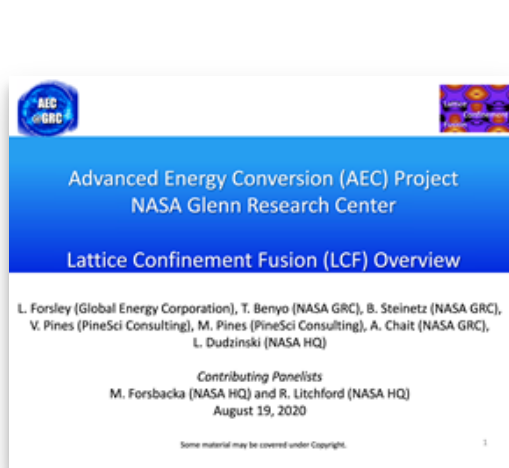 AEC
@GRC
Lattice
Confinement
Fusion
Advanced Energy Conversion (AEC) Project
NASA Glenn Research Center
Lattice Confinement Fusion (LCF) Overview
L. Forsley (Global Energy Corporation), T. Benyo (NASA GRC), B. Steinetz (NASA GRC),
V. Pines (PineSci Consulting), M. Pines (PineSci Consulting), A. Chait (NASA GRC),
L. Dudzinski (NASA HQ)
Contributing Panelists
M. Forsbacka (NASA HQ) and R. Litchford (NASA HQ)
August 19, 2020
Some material may be covered under Copyright.
1